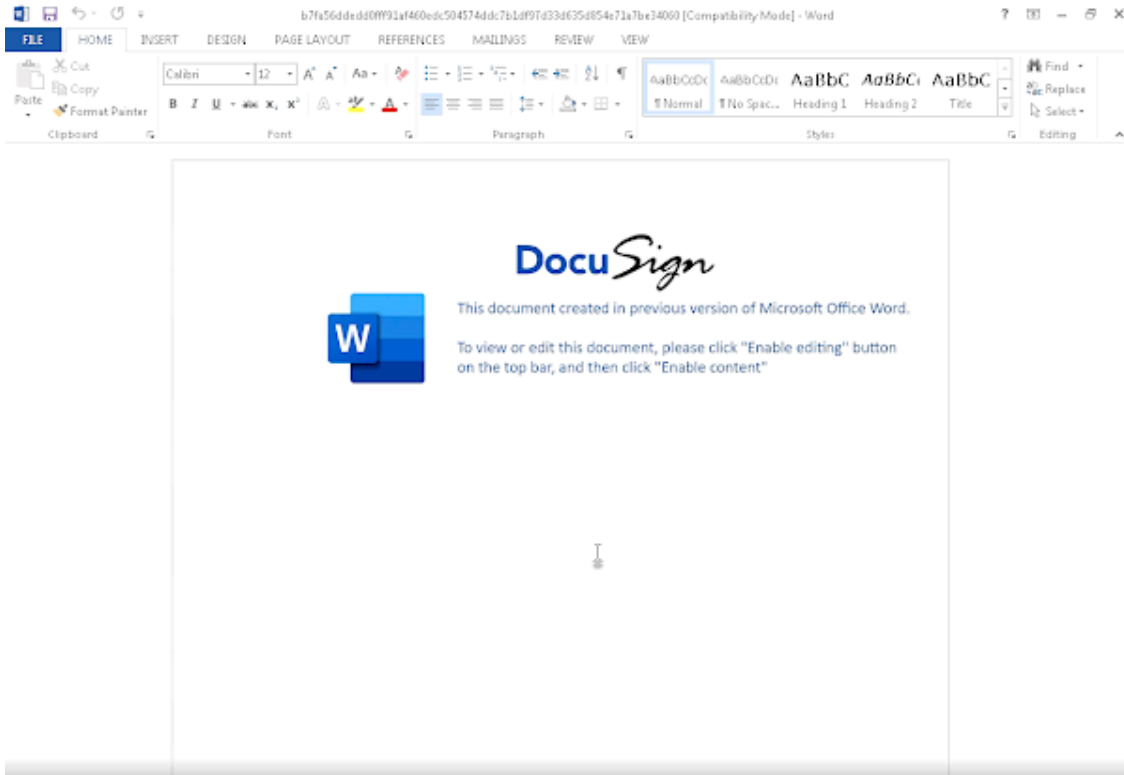 b7fa56ddedd0fff91af460edc504574ddc7b1df97d33d635d854e71a7be34060 [Compatibility Mode] - Word
FILE HOME INSERT DESIGN PAGE LAYOUT REFERENCES MAILINGS REVIEW VIEW
Cut
Copy
Paste
Format Painter
Clipboard
Calibri 12
Font
Paragraph
AaBbCcDc AaBbCcDc AaBbC AaBbCc AaBbC
¶ Normal ¶ No Spac... Heading 1 Heading 2 Title
Styles
Find
Replace
Select
Editing
DocuSign
W
This document created in previous version of Microsoft Office Word.
To view or edit this document, please click "Enable editing" button
on the top bar, and then click "Enable content"